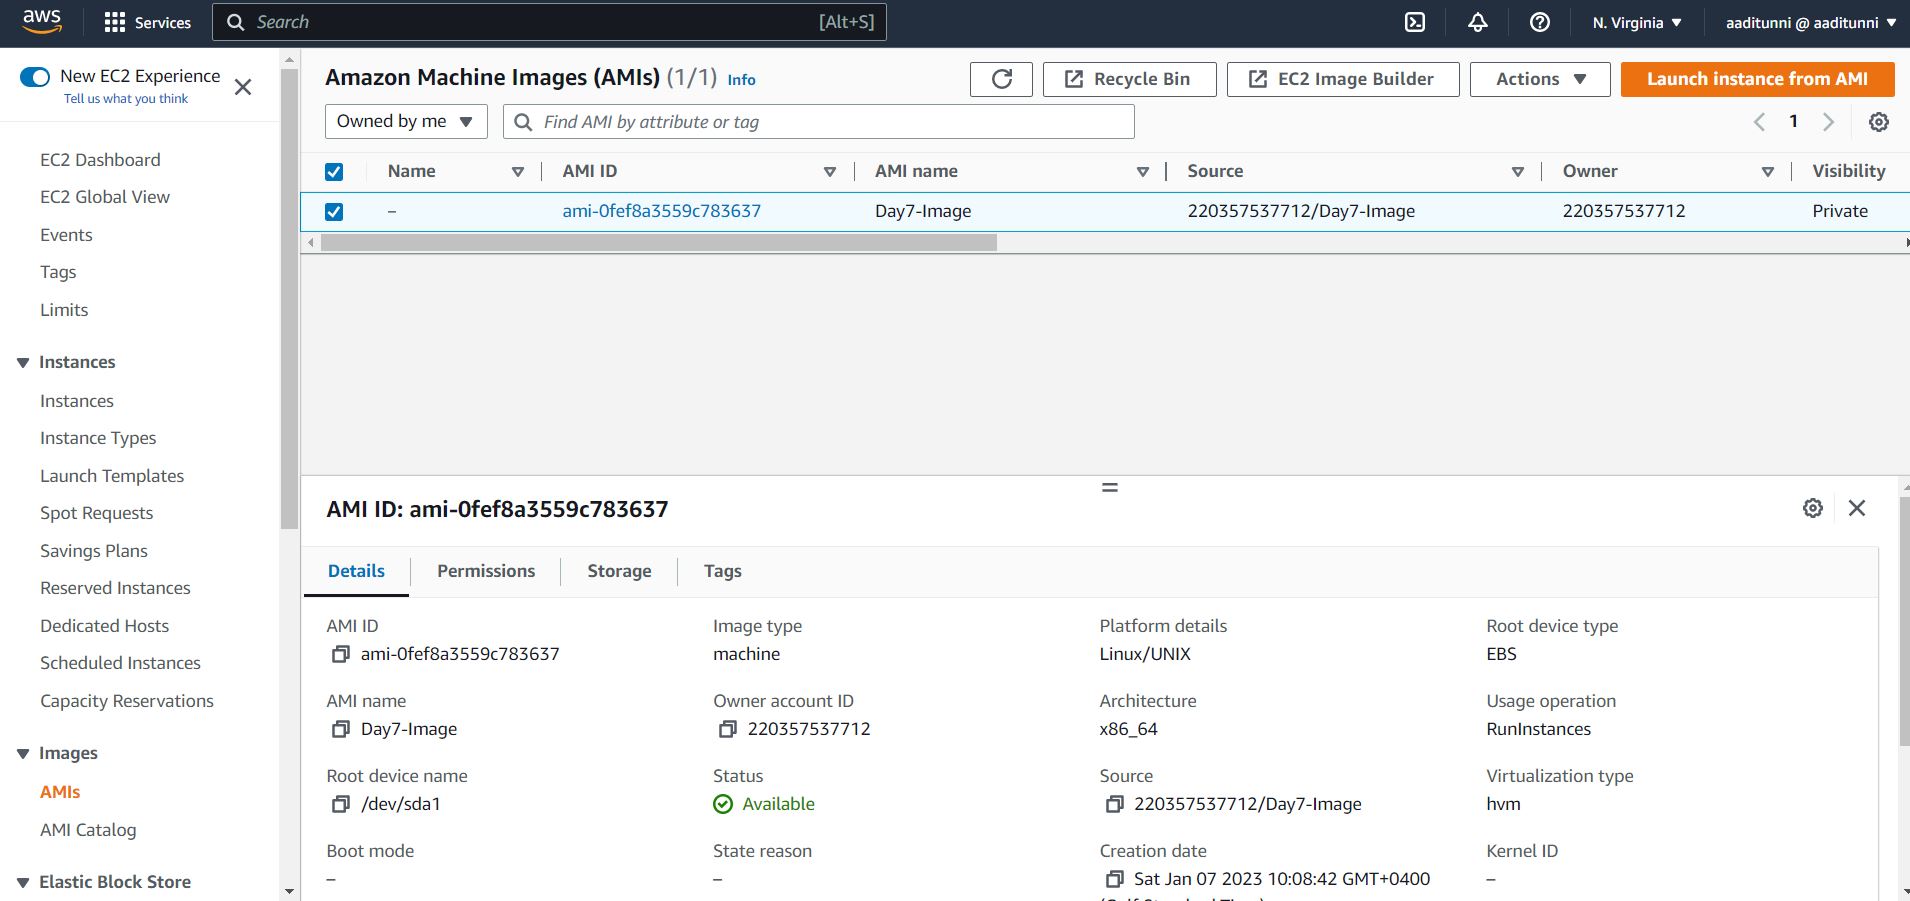 aws
Services
Search [Alt+S]
N. Virginia
aaditunni @ aaditunni
New EC2 Experience
Tell us what you think
EC2 Dashboard
EC2 Global View
Events
Tags
Limits
Instances
Instances
Instance Types
Launch Templates
Spot Requests
Savings Plans
Reserved Instances
Dedicated Hosts
Scheduled Instances
Capacity Reservations
Images
AMIs
AMI Catalog
Elastic Block Store
Amazon Machine Images (AMIs) (1/1) Info
Recycle Bin
EC2 Image Builder
Actions
Launch instance from AMI
Owned by me
Find AMI by attribute or tag
1
Name AMI ID AMI name Source Owner Visibility
– ami-0fef8a3559c783637 Day7-Image 220357537712/Day7-Image 220357537712 Private
AMI ID: ami-0fef8a3559c783637
Details Permissions Storage Tags
AMI ID Image type Platform details Root device type
ami-0fef8a3559c783637 machine Linux/UNIX EBS
AMI name Owner account ID Architecture Usage operation
Day7-Image 220357537712 x86_64 RunInstances
Root device name Status Source Virtualization type
/dev/sda1 Available 220357537712/Day7-Image hvm
Boot mode State reason Creation date Kernel ID
– – Sat Jan 07 2023 10:08:42 GMT+0400 –